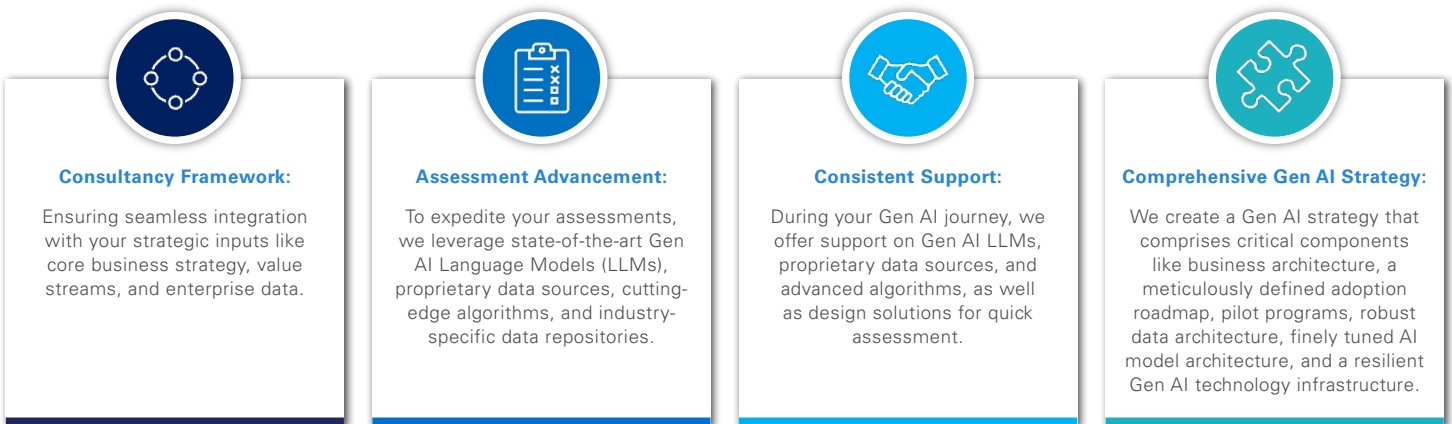 Consultancy Framework:
Ensuring seamless integration
with your strategic inputs like
core business strategy, value
streams, and enterprise data.
Assessment Advancement:
To expedite your assessments,
we leverage state-of-the-art Gen
AI Language Models (LLMs),
proprietary data sources, cutting-
edge algorithms, and industry-
specific data repositories.
Consistent Support:
During your Gen AI journey, we
offer support on Gen AI LLMs,
proprietary data sources, and
advanced algorithms, as well
as design solutions for quick
assessment.
Comprehensive Gen AI Strategy:
We create a Gen AI strategy that
comprises critical components
like business architecture, a
meticulously defined adoption
roadmap, pilot programs, robust
data architecture, finely tuned AI
model architecture, and a resilient
Gen AI technology infrastructure.